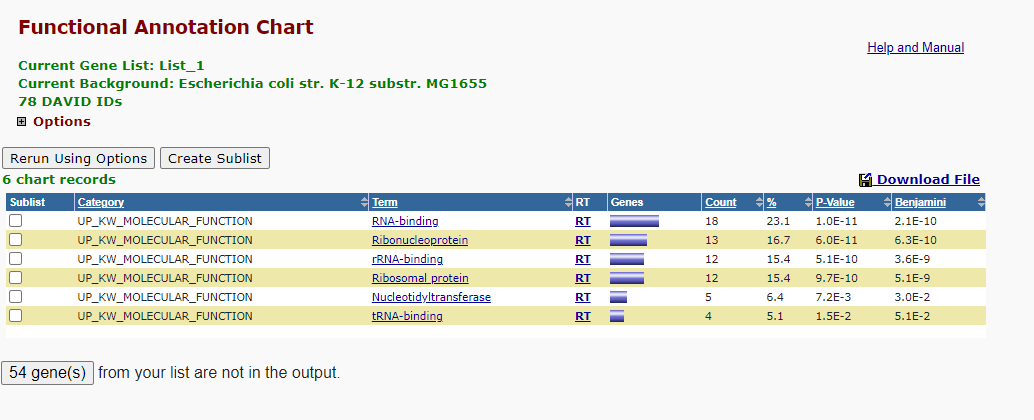 Functional Annotation Chart
Help and Manual
Current Gene List: List_1
Current Background: Escherichia coli str. K-12 substr. MG1655
78 DAVID IDs
Options
Rerun Using Options Create Sublist
6 chart records Download File
Sublist Category Term RT Genes Count % P-Value Benjamini
UP_KW_MOLECULAR_FUNCTION RNA-binding RT 18 23.1 1.0E-11 2.1E-10
UP_KW_MOLECULAR_FUNCTION Ribonucleoprotein RT 13 16.7 6.0E-11 6.3E-10
UP_KW_MOLECULAR_FUNCTION rRNA-binding RT 12 15.4 5.1E-10 3.6E-9
UP_KW_MOLECULAR_FUNCTION Ribosomal protein RT 12 15.4 9.7E-10 5.1E-9
UP_KW_MOLECULAR_FUNCTION Nucleotidyltransferase RT 5 6.4 7.2E-3 3.0E-2
UP_KW_MOLECULAR_FUNCTION tRNA-binding RT 4 5.1 1.5E-2 5.1E-2
54 gene(s) from your list are not in the output.